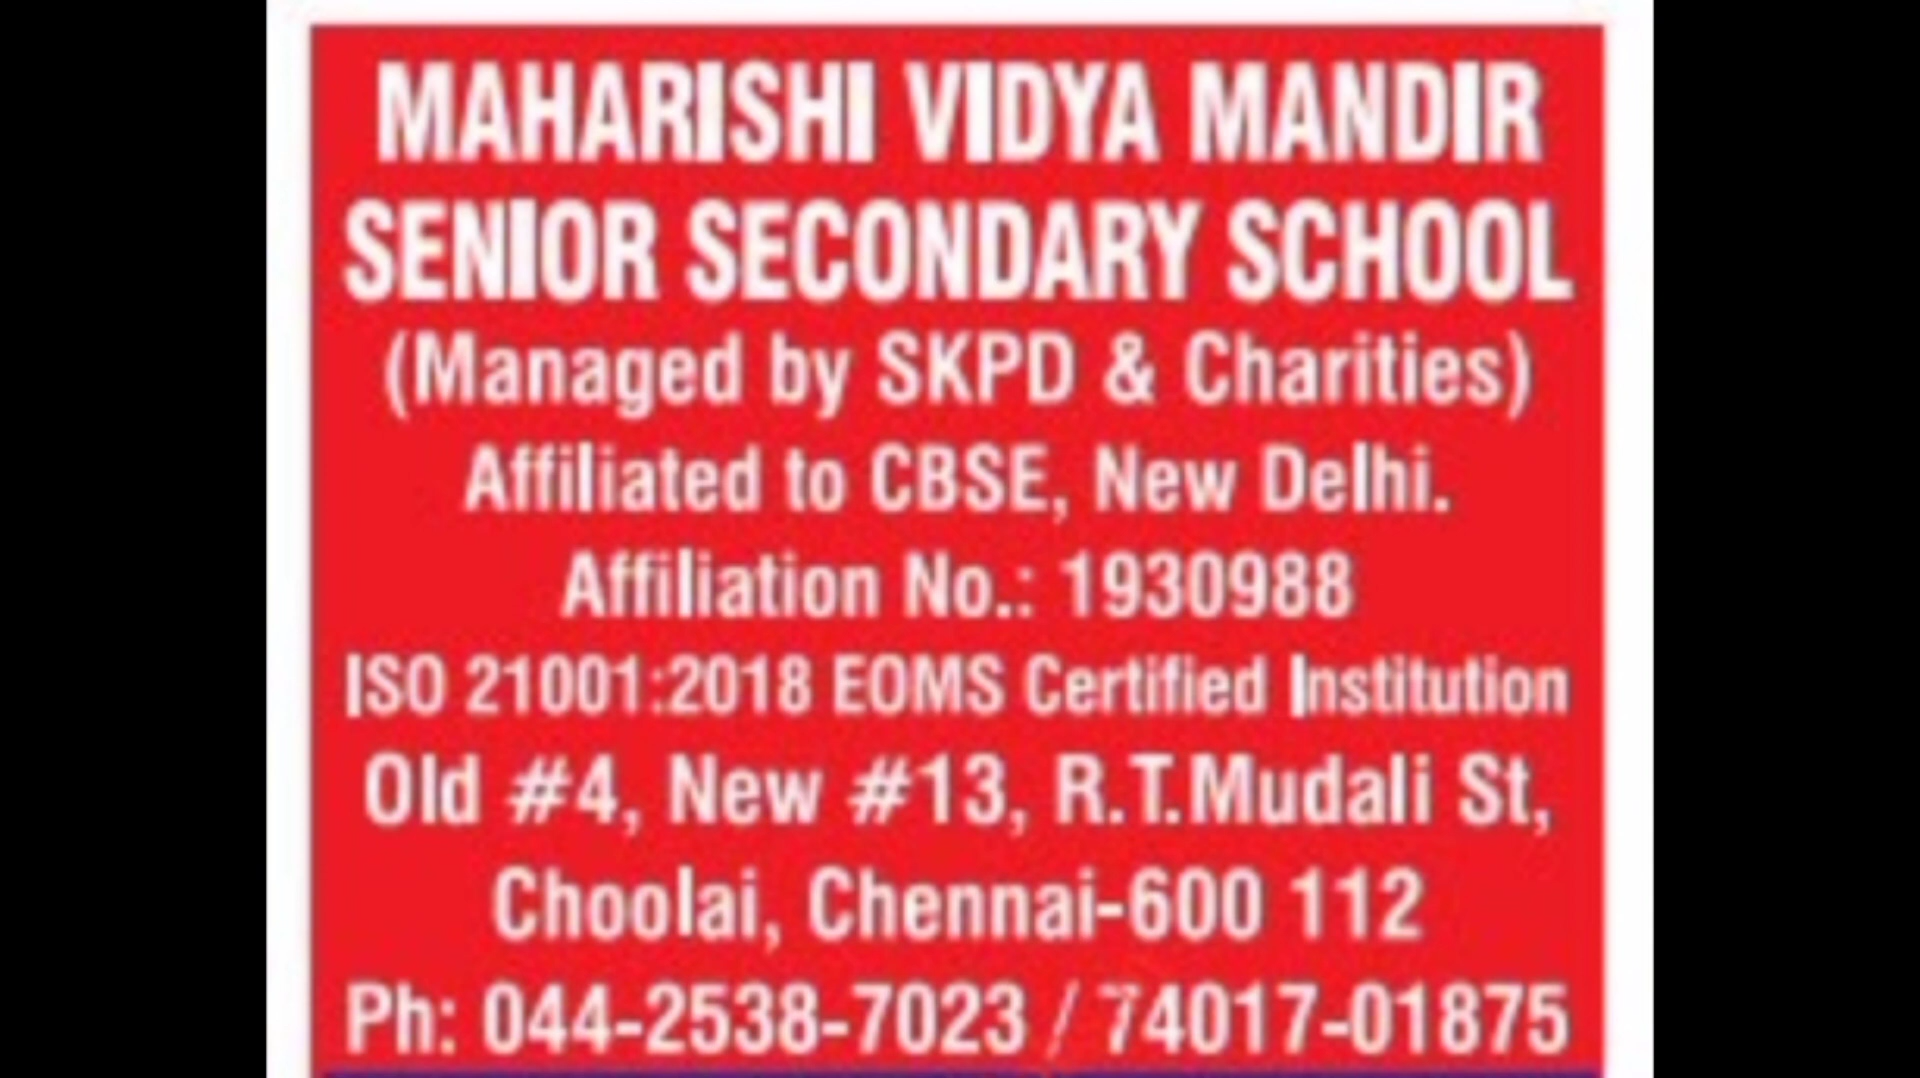 MAHARISHI VIDYA MANDIR
SENIOR SECONDARY SCHOOL
(Managed by SKPD & Charities)
Affiliated to CBSE, New Delhi.
Affiliation No.: 1930988
ISO 21001:2018 EOMS Certified Institution
Old #4, New #13, R.T.Mudali St,
Choolai, Chennai-600 112
Ph: 044-2538-7023 / 74017-01875